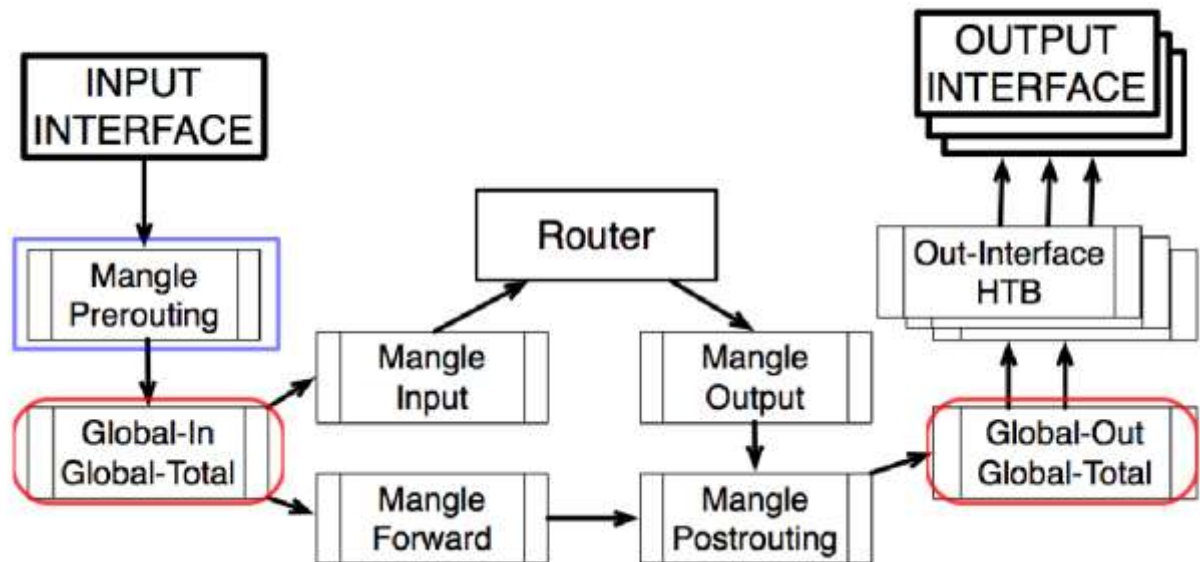 INPUT
INTERFACE
OUTPUT
INTERFACE
Router
Mangle
Prerouting
Out-Interface
HTB
Mangle
Input
Mangle
Output
Global-In
Global-Total
Global-Out
Global-Total
Mangle
Forward
Mangle
Postrouting